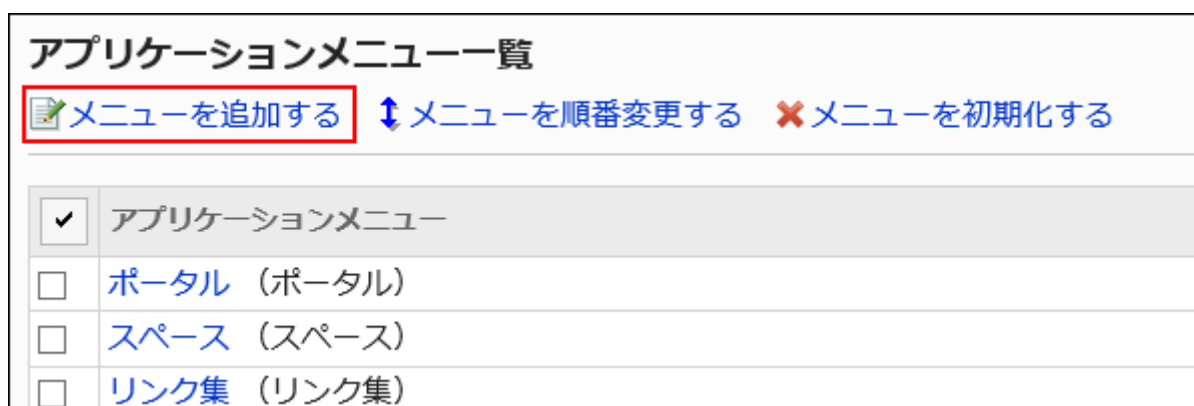 アプリケーションメニュー一覧
メニューを追加する メニューを順番変更する メニューを初期化する
アプリケーションメニュー
ポータル （ポータル）
スペース （スペース）
リンク集 （リンク集）